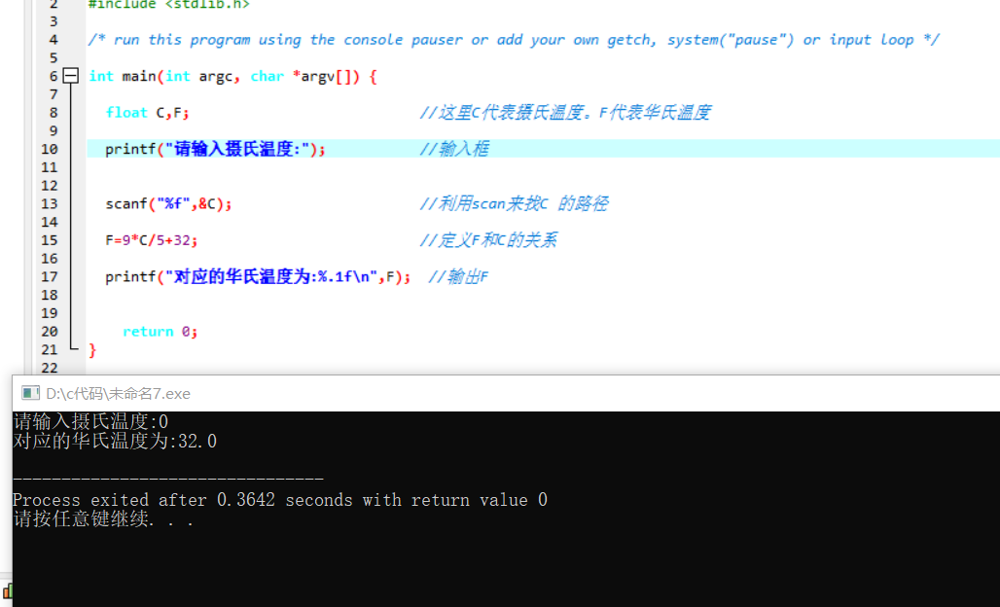 2 #include <stdlib.h>
3
4 /* run this program using the console pauser or add your own getch, system("pause") or input loop */
5
6 int main(int argc, char *argv[]) {
7
8 float C,F; //这里C代表摄氏温度。F代表华氏温度
9
10 printf("请输入摄氏温度:"); //输入框
11
12
13 scanf("%f",&C); //利用scan来找C 的路径
14
15 F=9*C/5+32; //定义F和C的关系
16
17 printf("对应的华氏温度为:%.1f\n",F); //输出F
18
19
20 return 0;
21 }
22
D:\c代码\未命名7.exe
请输入摄氏温度:0
对应的华氏温度为:32.0
--------------------------------
Process exited after 0.3642 seconds with return value 0
请按任意键继续. . .